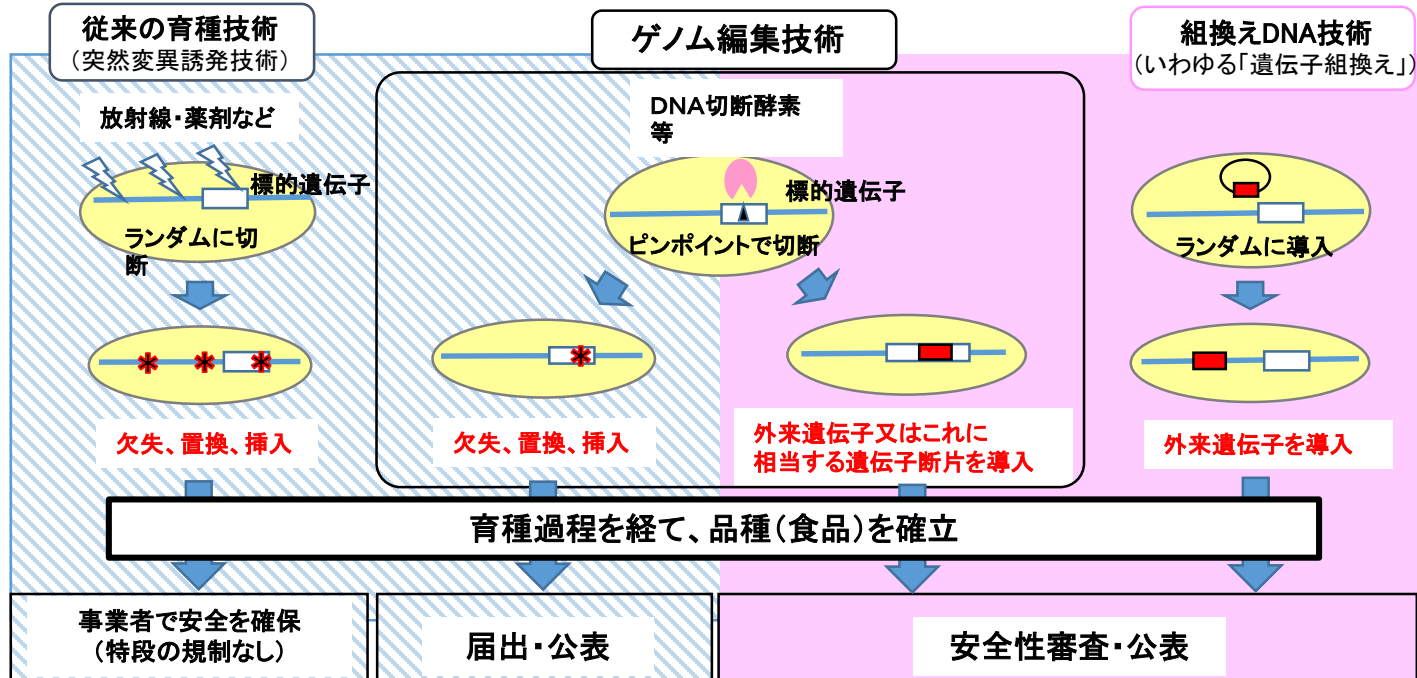 従来の育種技術
（突然変異誘発技術）
ゲノム編集技術
組換えDNA技術
（いわゆる「遺伝子組換え」）
放射線・薬剤など
標的遺伝子
ランダムに切
断
DNA切断酵素
等
標的遺伝子
ピンポイントで切断
ランダムに導入
欠失、置換、挿入
欠失、置換、挿入
外来遺伝子又はこれに
相当する遺伝子断片を導入
外来遺伝子を導入
育種過程を経て、品種（食品）を確立
事業者で安全を確保
（特段の規制なし）
届出・公表
安全性審査・公表